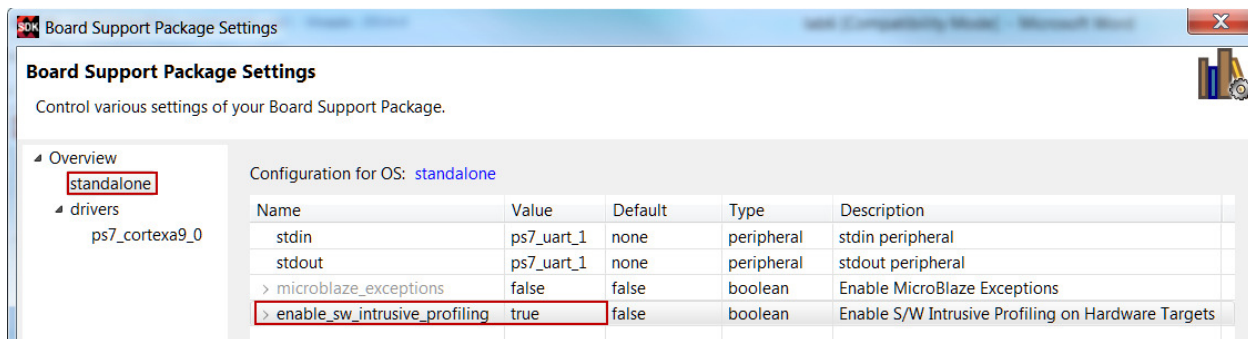 SDK Board Support Package Settings
Board Support Package Settings
Control various settings of your Board Support Package.
Overview
standalone
drivers
ps7_cortexa9_0
Configuration for OS: standalone
Name Value Default Type Description
stdin ps7_uart_1 none peripheral stdin peripheral
stdout ps7_uart_1 none peripheral stdout peripheral
> microblaze_exceptions false false boolean Enable MicroBlaze Exceptions
> enable_sw_intrusive_profiling true false boolean Enable S/W Intrusive Profiling on Hardware Targets